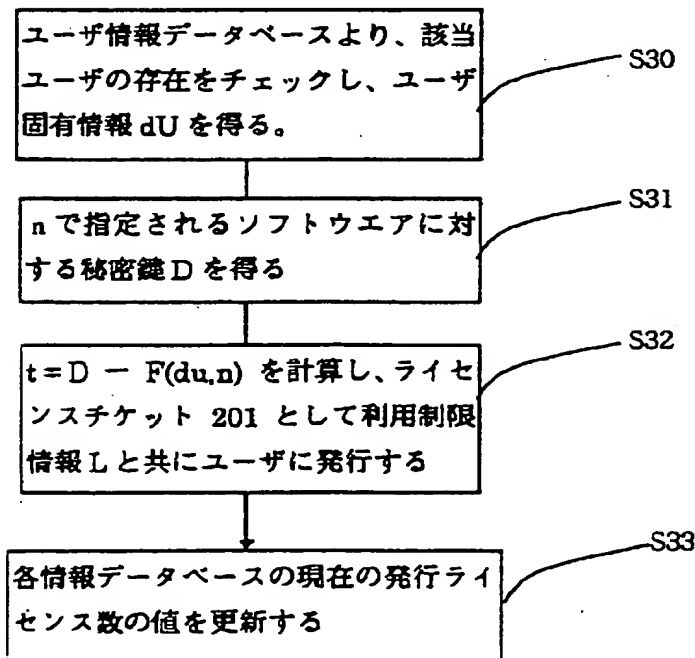 ユーザ情報データベースより、該当
ユーザの存在をチェックし、ユーザ
固有情報 dU を得る。
S30
n で指定されるソフトウエアに対
する秘密鍵 D を得る
S31
t=D － F(du,n) を計算し、ライセ
ンスチケット 201 として利用制限
情報 L と共にユーザに発行する
S32
各情報データベースの現在の発行ライ
センス数の値を更新する
S33